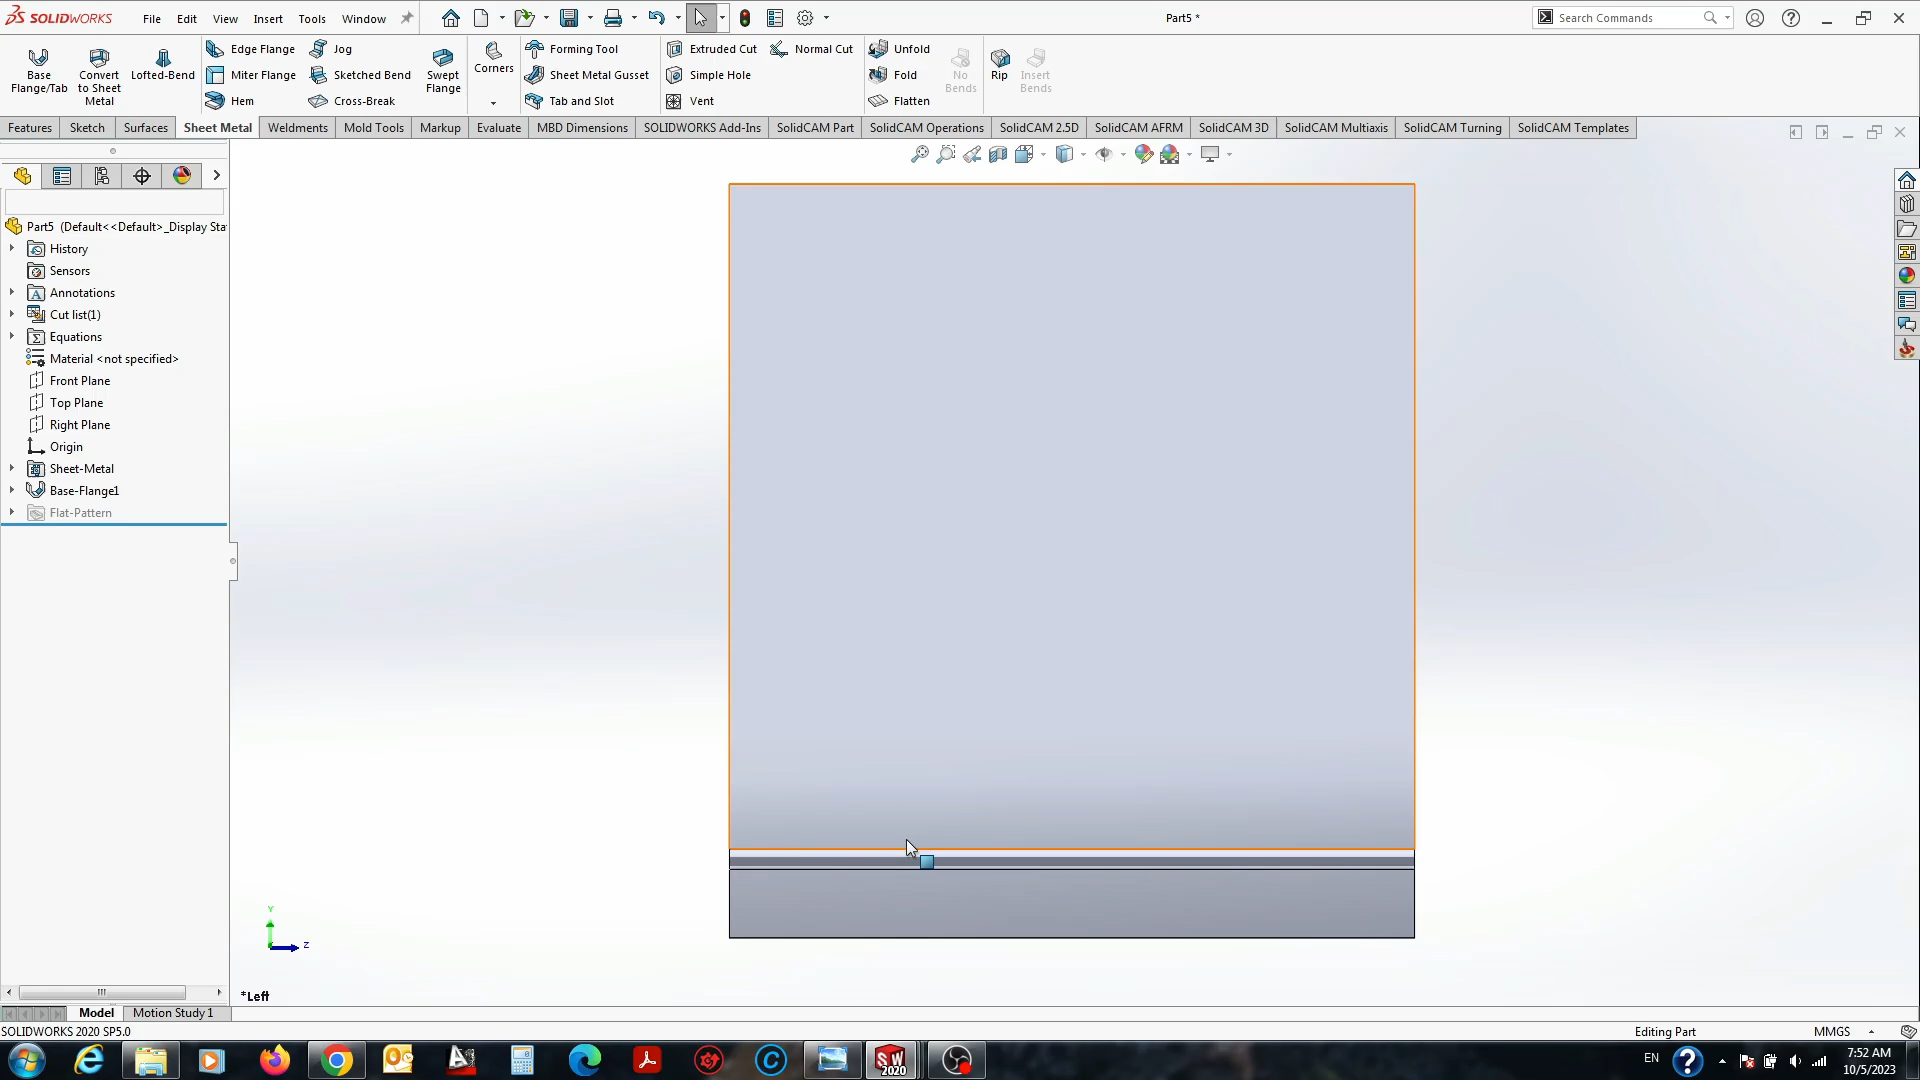 SOLIDWORKS File Edit View Insert Tools Window Part5 * Search Commands
Base Flange/Tab
Convert to Sheet Metal
Lofted-Bend
Edge Flange
Miter Flange
Hem
Jog
Sketched Bend
Cross-Break
Swept Flange
Corners
Forming Tool
Sheet Metal Gusset
Tab and Slot
Extruded Cut
Simple Hole
Vent
Normal Cut
Unfold
Fold
Flatten
No Bends
Rip
Insert Bends
Features Sketch Surfaces Sheet Metal Weldments Mold Tools Markup Evaluate MBD Dimensions SOLIDWORKS Add-Ins SolidCAM Part SolidCAM Operations SolidCAM 2.5D SolidCAM AFRM SolidCAM 3D SolidCAM Multiaxis SolidCAM Turning SolidCAM Templates
Part5 (Default<<Default>_Display Sta
History
Sensors
Annotations
Cut list(1)
Equations
Material <not specified>
Front Plane
Top Plane
Right Plane
Origin
Sheet-Metal
Base-Flange1
Flat-Pattern
Y
Z
*Left
Model Motion Study 1
SOLIDWORKS 2020 SP5.0 Editing Part MMGS
SW 2020
EN
7:52 AM
10/5/2023